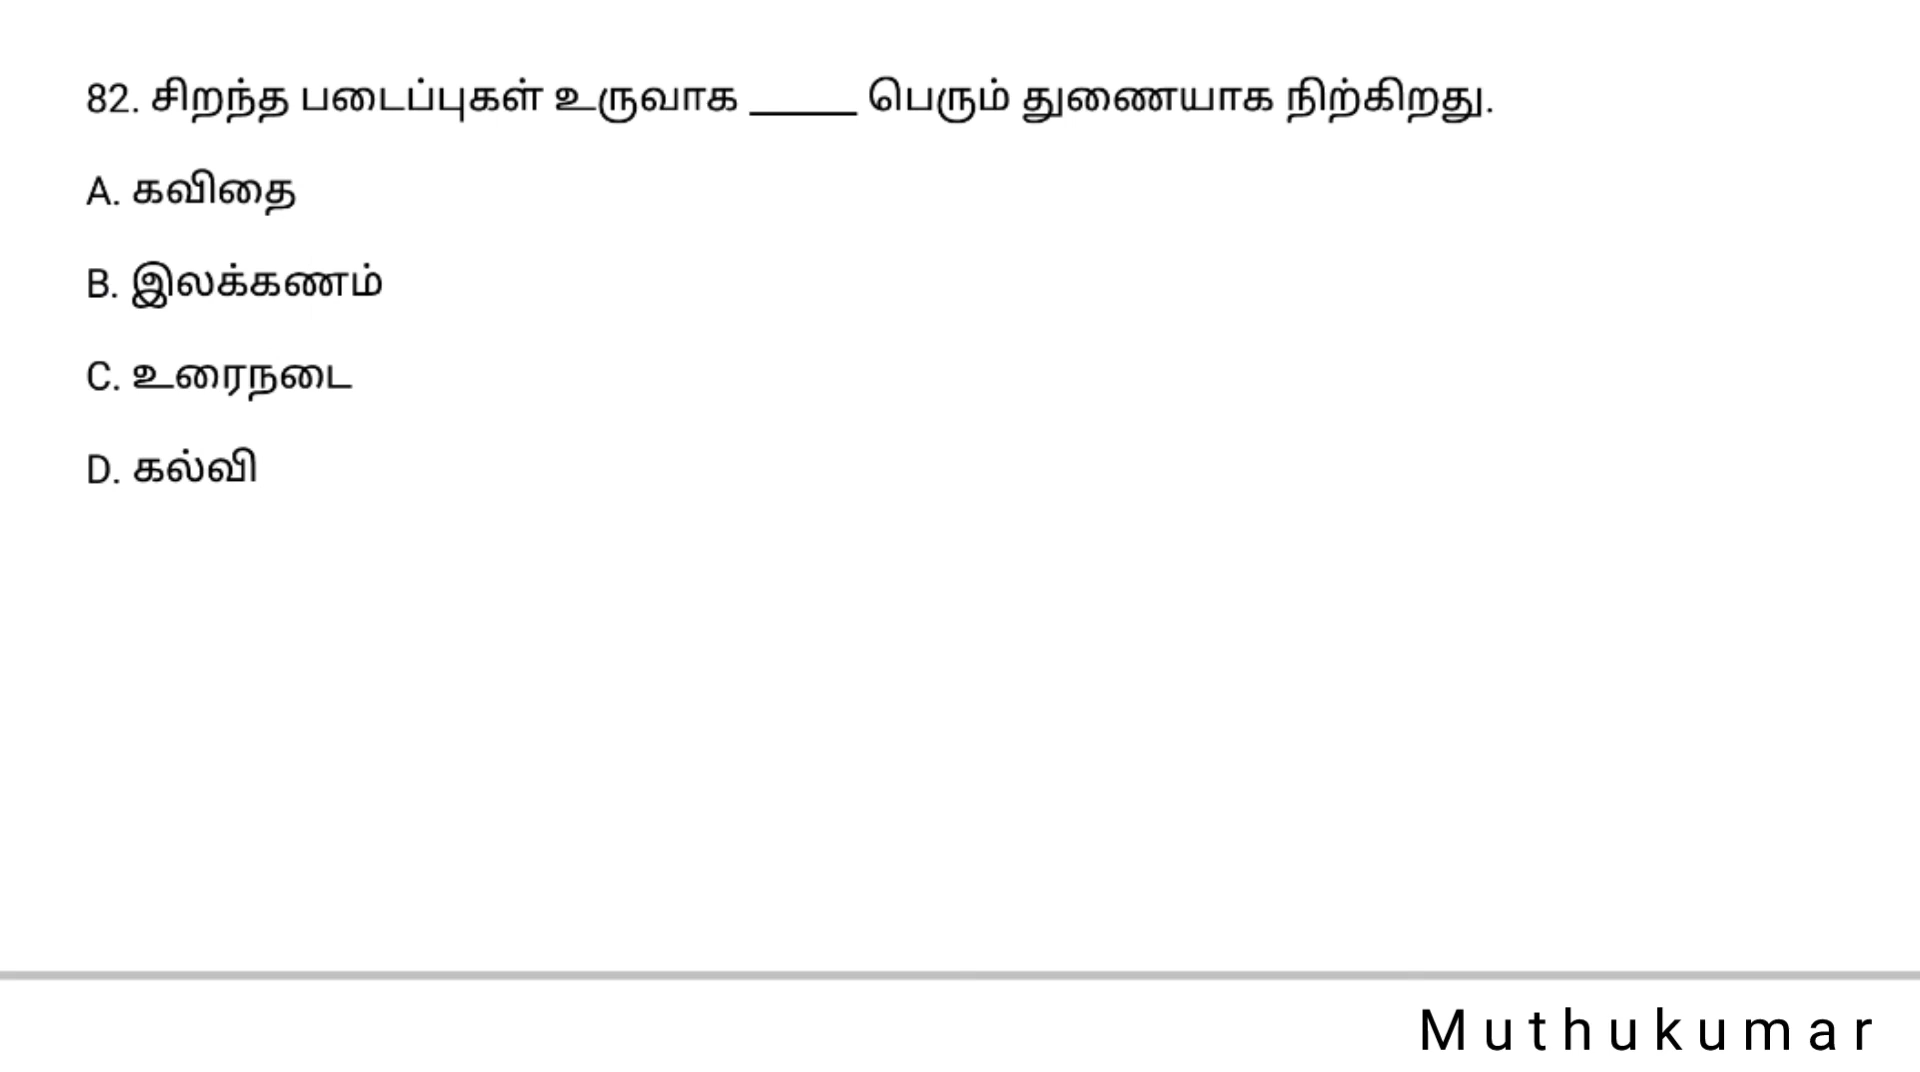 82. சிறந்த படைப்புகள் உருவாக _____ பெரும் துணையாக நிற்கிறது.
A. கவிதை
B. இலக்கணம்
C. உரைநடை
D. கல்வி
Muthukumar